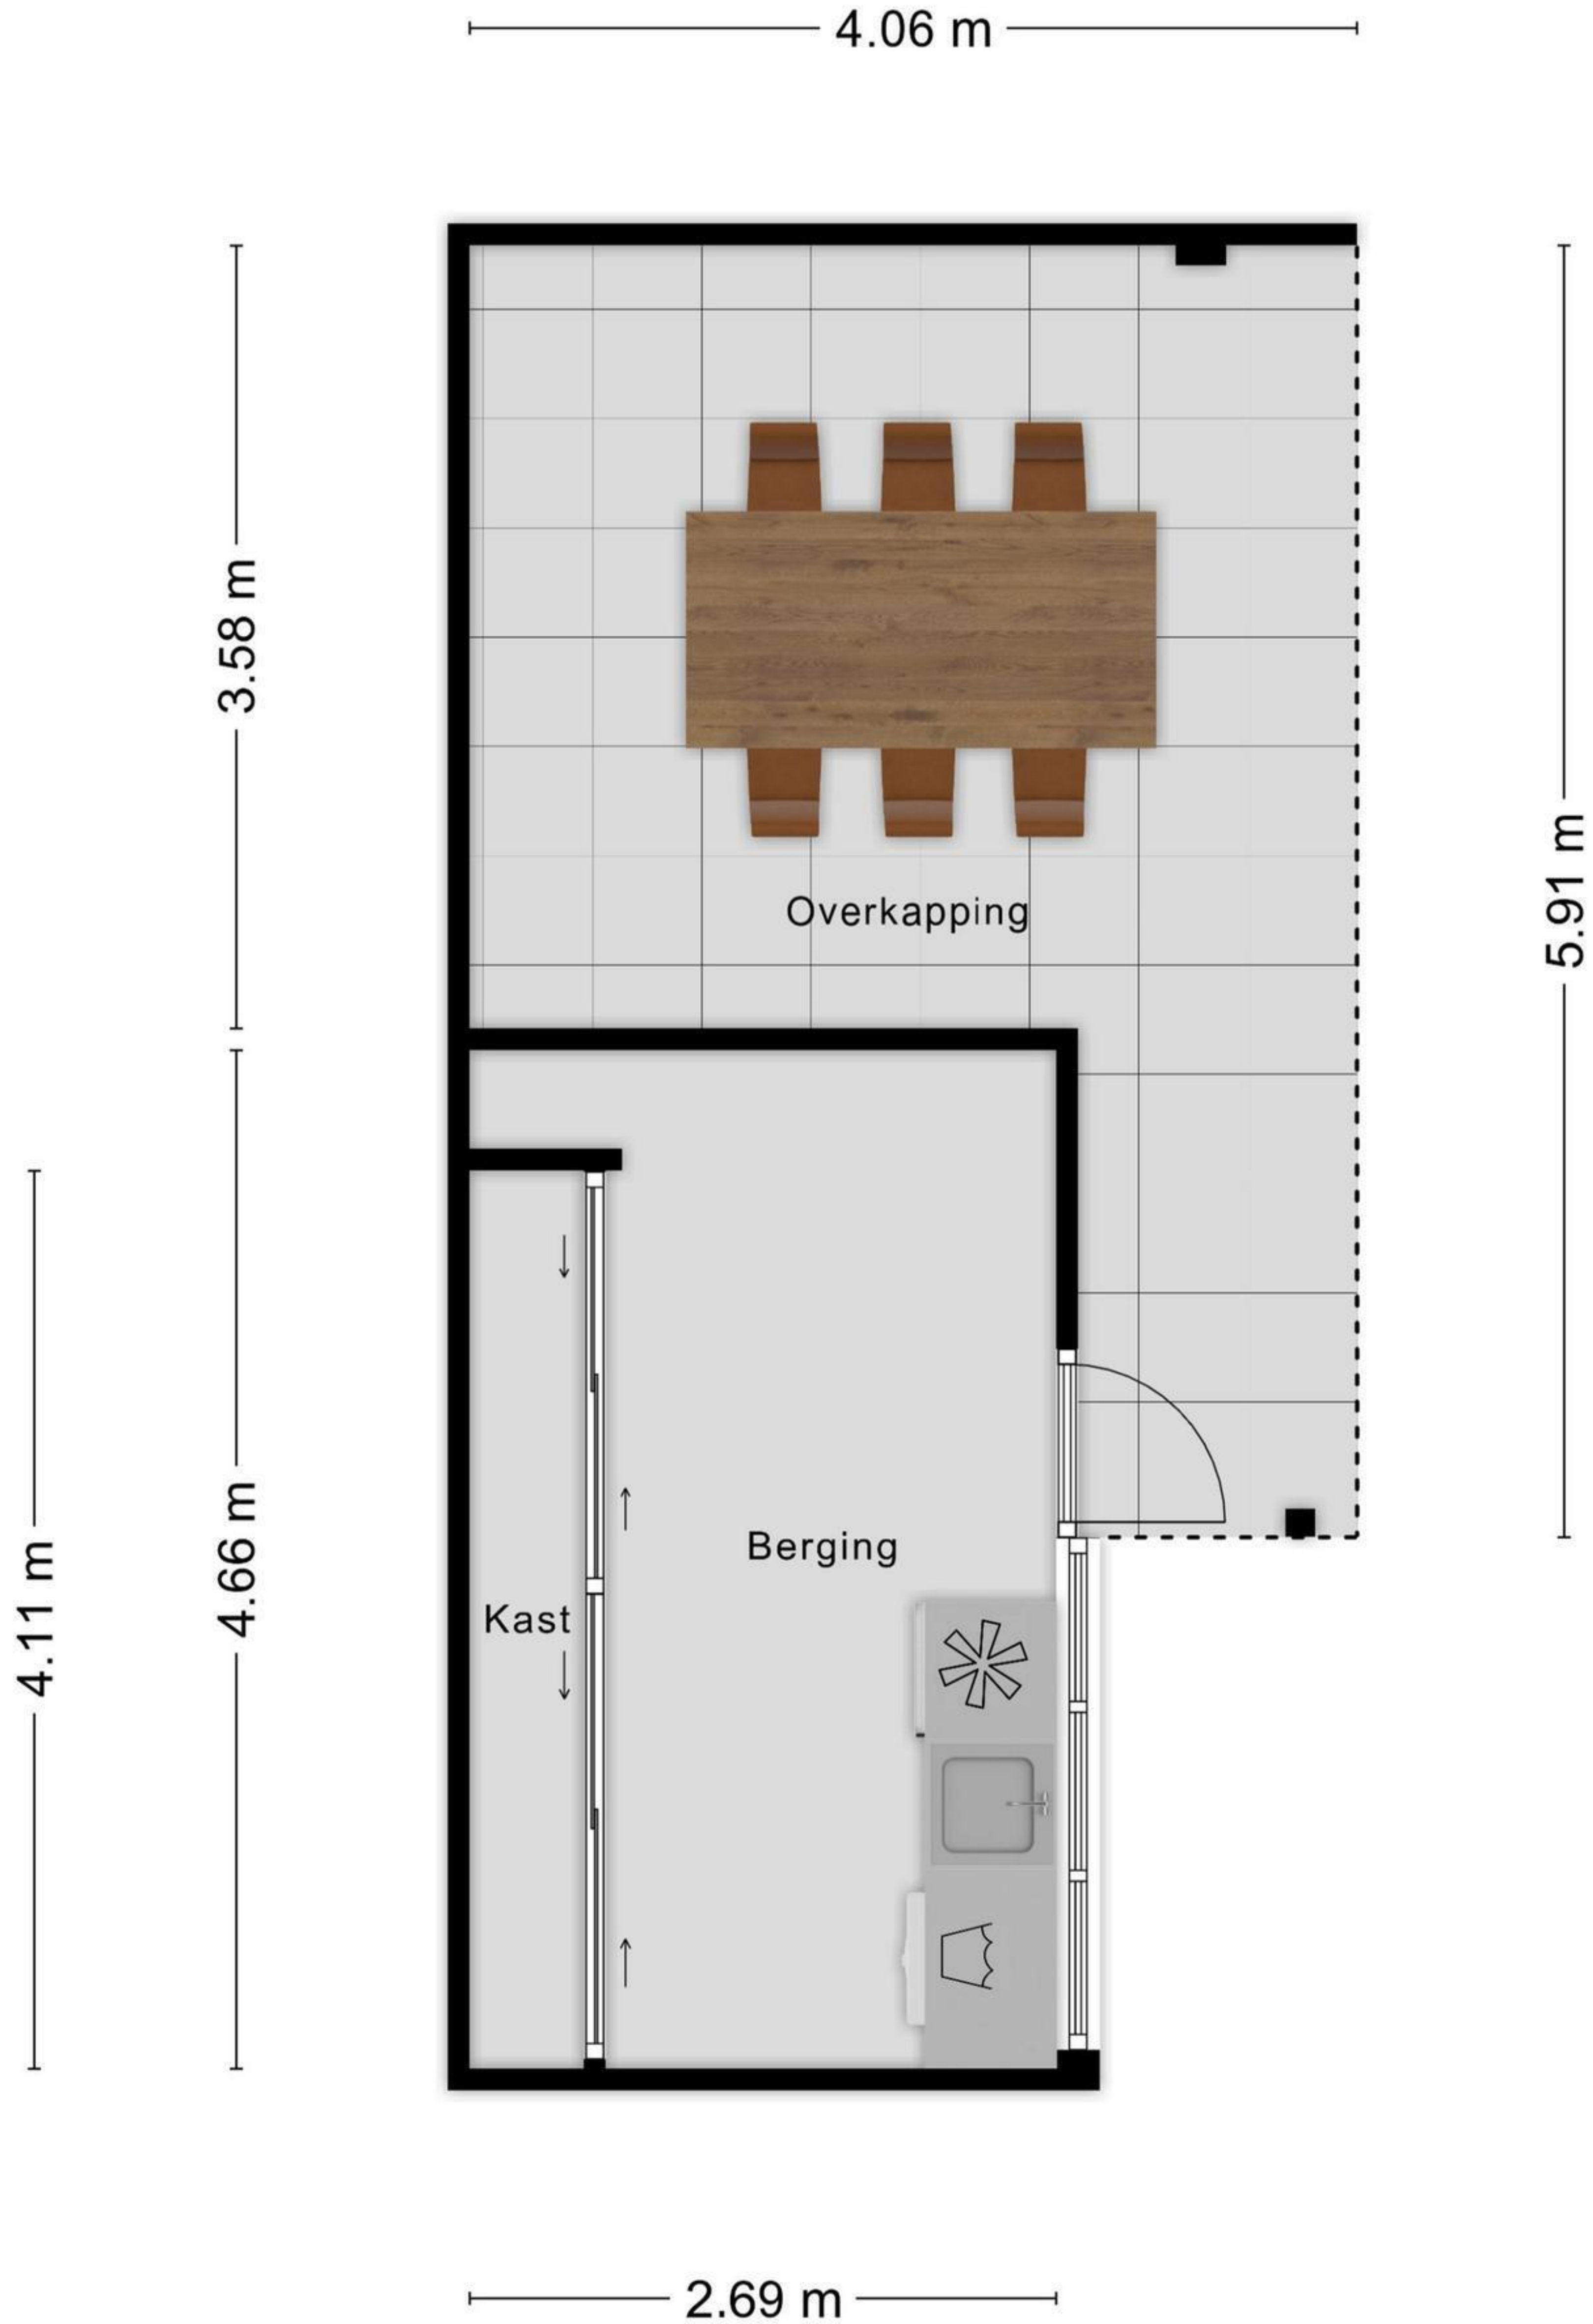 4.06 m
3.58 m
5.91 m
Overkapping
4.11 m
4.66 m
Berging
Kast
2.69 m